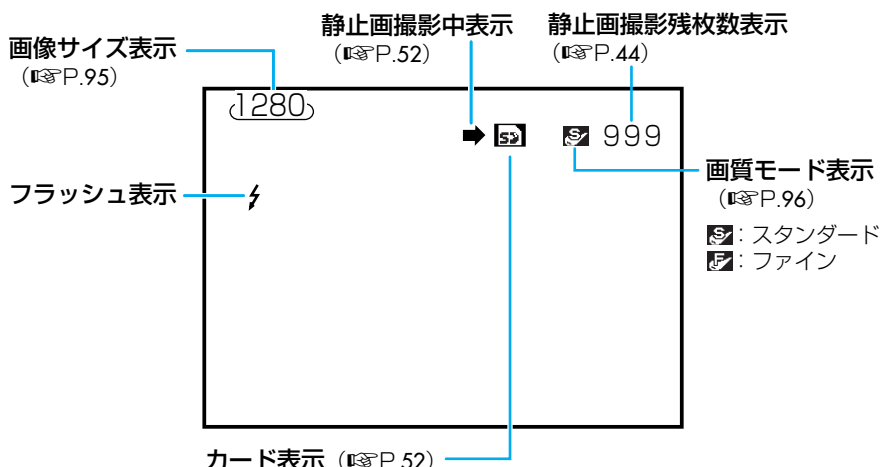 静止画撮影中表示
(☞P.52)
静止画撮影残枚数表示
(☞P.44)
画像サイズ表示
(☞P.95)
1280
SD
S 999
フラッシュ表示
画質モード表示
(☞P.96)
S：スタンダード
F：ファイン
カード表示 (☞P.52)